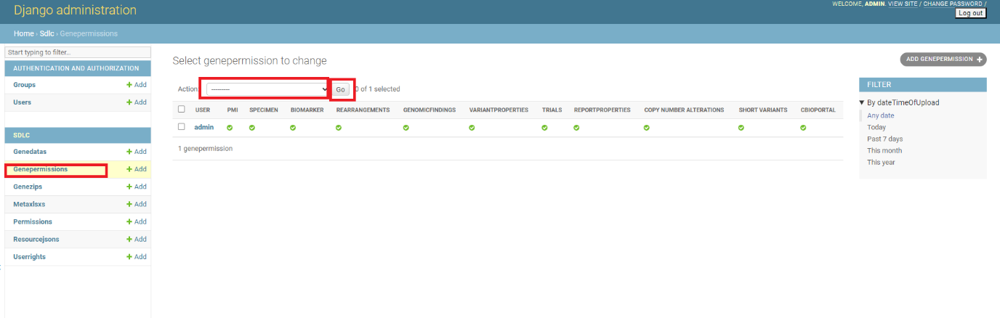 Django administration
WELCOME, ADMIN. VIEW SITE / CHANGE PASSWORD /
Log out
Home › Sdlc › Genepermissions
Start typing to filter...
AUTHENTICATION AND AUTHORIZATION
Groups + Add
Users + Add
SDLC
Genedatas + Add
Genepermissions + Add
Genezips + Add
Metaxlsxs + Add
Permissions + Add
Resourcejsons + Add
Userrights + Add
Select genepermission to change
ADD GENEPERMISSION +
Action: --------- Go 0 of 1 selected
USER PMI SPECIMEN BIOMARKER REARRANGEMENTS GENOMICFINDINGS VARIANTPROPERTIES TRIALS REPORTPROPERTIES COPY NUMBER ALTERATIONS SHORT VARIANTS CBIOPORTAL
admin
1 genepermission
FILTER
By dateTimeOfUpload
Any date
Today
Past 7 days
This month
This year